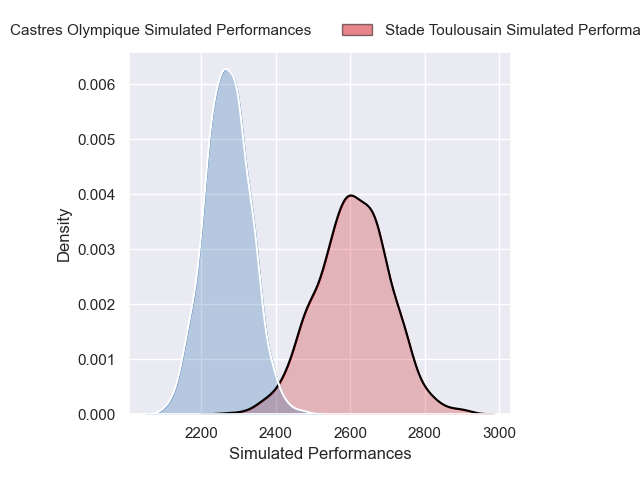 Castres Olympique Simulated Performances
Stade Toulousain Simulated Performa
0.006
0.005
0.004
0.003
0.002
0.001
0.000
Density
2200 2400 2600 2800 3000
Simulated Performances